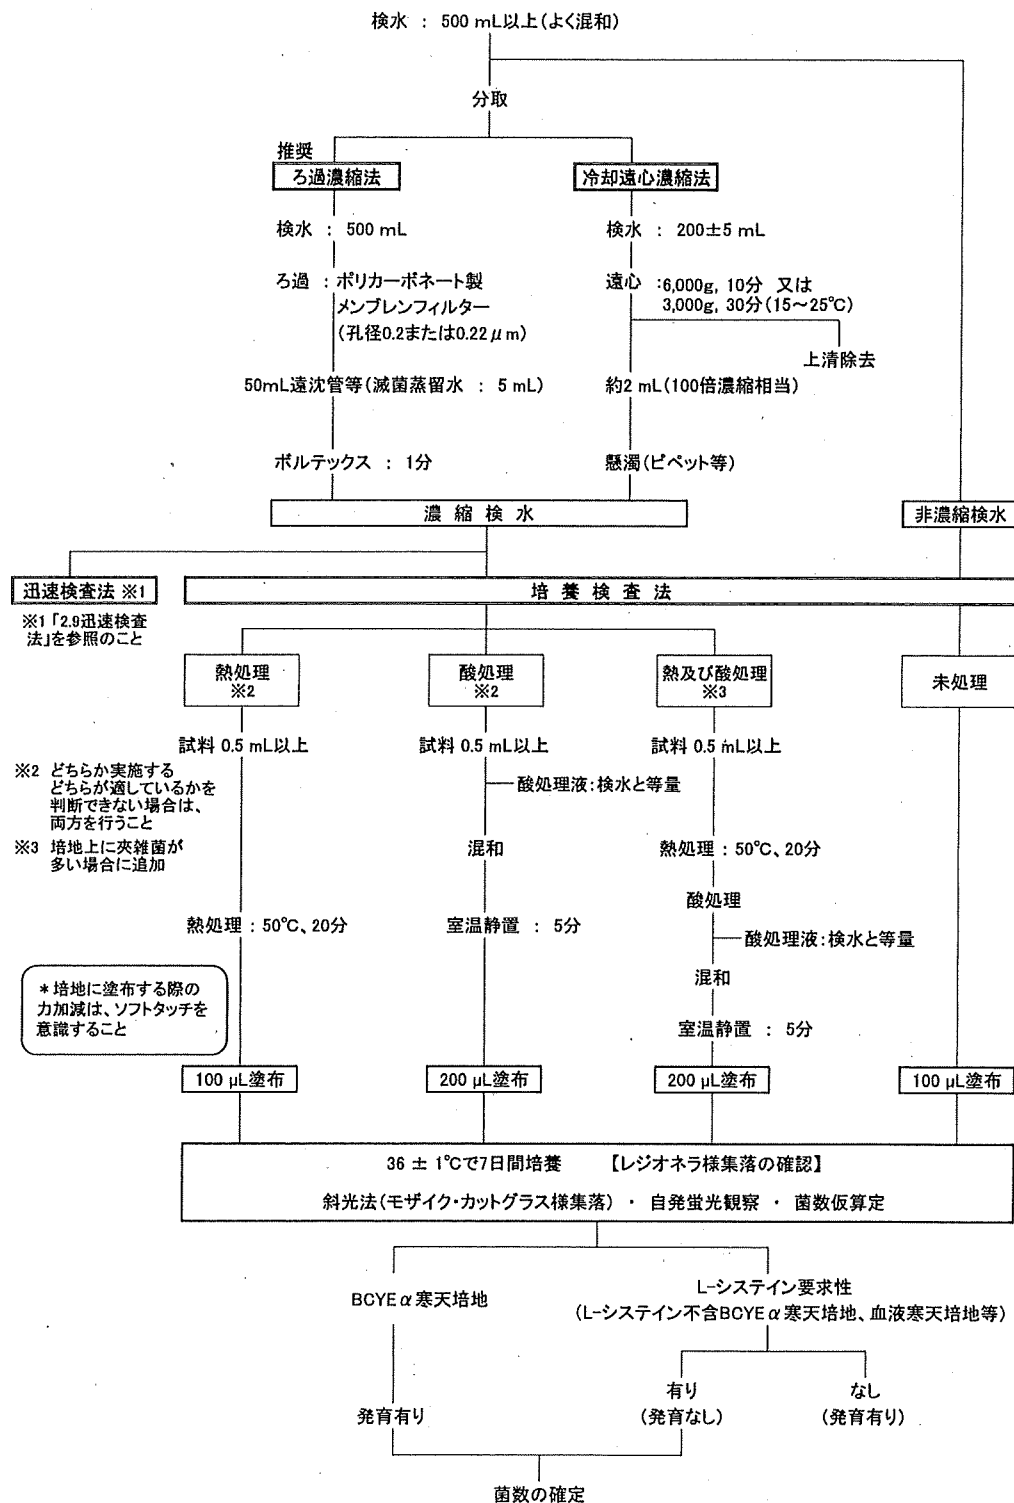 検水 : 500 mL以上(よく混和)
分取
推奨
ろ過濃縮法
冷却遠心濃縮法
検水 : 500 mL
検水 : 200±5 mL
ろ過 : ポリカーボネート製
メンブレンフィルター
(孔径0.2または0.22μm)
遠心 :6,000g, 10分 又は
3,000g, 30分(15~25℃)
上清除去
50mL遠沈管等(滅菌蒸留水 : 5 mL)
約2 mL(100倍濃縮相当)
ボルテックス : 1分
懸濁(ピペット等)
濃縮検水
非濃縮検水
迅速検査法 ※1
培養検査法
※1「2.9迅速検査
法」を参照のこと
熱処理
※2
酸処理
※2
熱及び酸処理
※3
未処理
試料 0.5 mL以上
試料 0.5 mL以上
試料 0.5 mL以上
※2 どちらか実施する
どちらが適しているかを
判断できない場合は、
両方を行うこと
※3 培地上に夾雑菌が
多い場合に追加
酸処理液:検水と等量
混和
熱処理 : 50℃、20分
酸処理
熱処理 : 50℃、20分
室温静置 : 5分
酸処理液:検水と等量
混和
室温静置 : 5分
*培地に塗布する際の
力加減は、ソフトタッチを
意識すること
100 μL塗布
200 μL塗布
200 μL塗布
100 μL塗布
36 ± 1℃で7日間培養 【レジオネラ様集落の確認】
斜光法(モザイク・カットグラス様集落) ・ 自発蛍光観察 ・ 菌数仮算定
BCYEα寒天培地
L-システイン要求性
(L-システイン不含BCYEα寒天培地、血液寒天培地等)
発育有り
有り
(発育なし)
なし
(発育有り)
菌数の確定